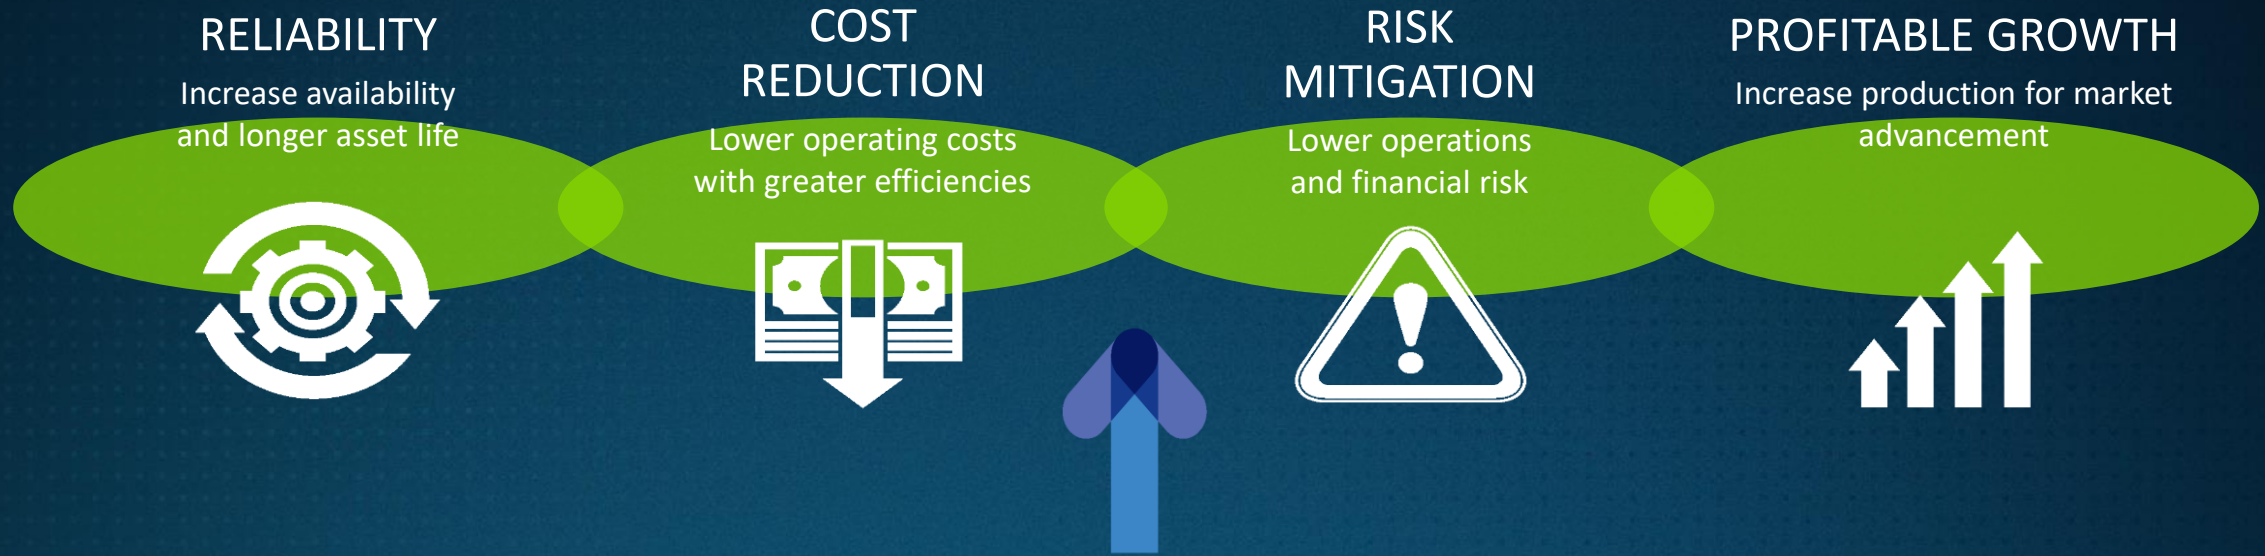 RELIABILITY
Increase availability
and longer asset life
COST
REDUCTION
Lower operating costs
with greater efficiencies
RISK
MITIGATION
Lower operations
and financial risk
PROFITABLE GROWTH
Increase production for market
advancement